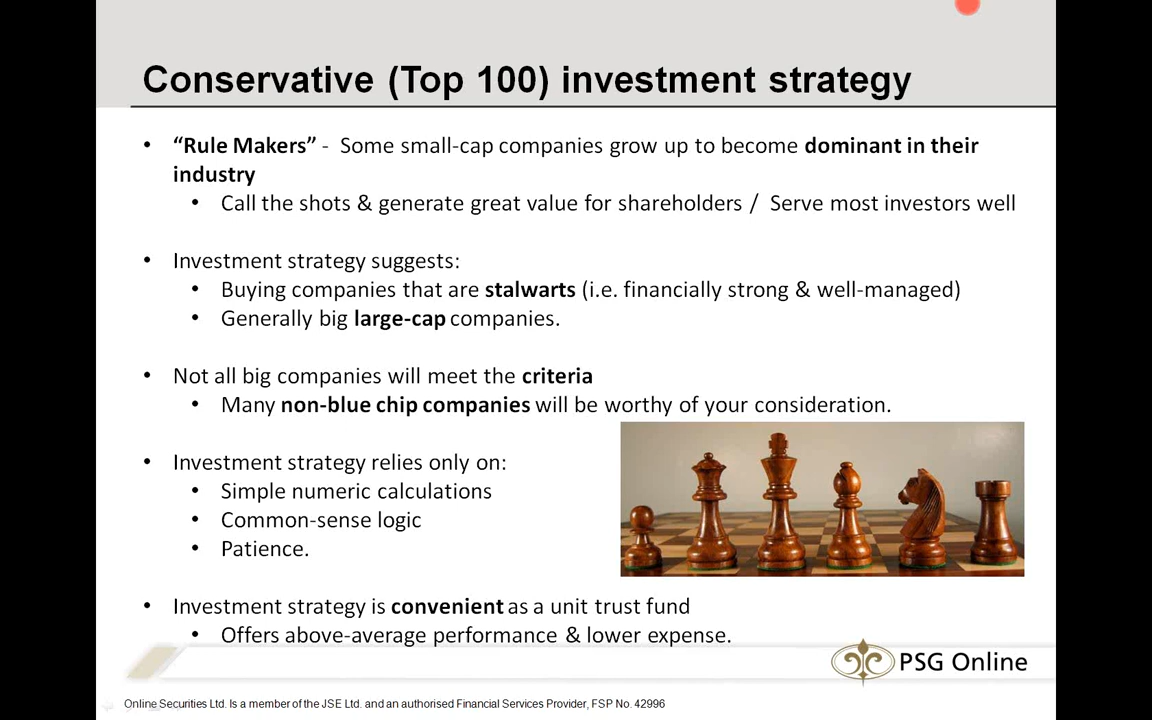 Conservative (Top 100) investment strategy
• “Rule Makers” - Some small-cap companies grow up to become dominant in their
industry
• Call the shots & generate great value for shareholders / Serve most investors well
• Investment strategy suggests:
• Buying companies that are stalwarts (i.e. financially strong & well-managed)
• Generally big large-cap companies.
• Not all big companies will meet the criteria
• Many non-blue chip companies will be worthy of your consideration.
• Investment strategy relies only on:
• Simple numeric calculations
• Common-sense logic
• Patience.
• Investment strategy is convenient as a unit trust fund
• Offers above-average performance & lower expense.
PSG Online
Online Securities Ltd. Is a member of the JSE Ltd. and an authorised Financial Services Provider, FSP No. 42996